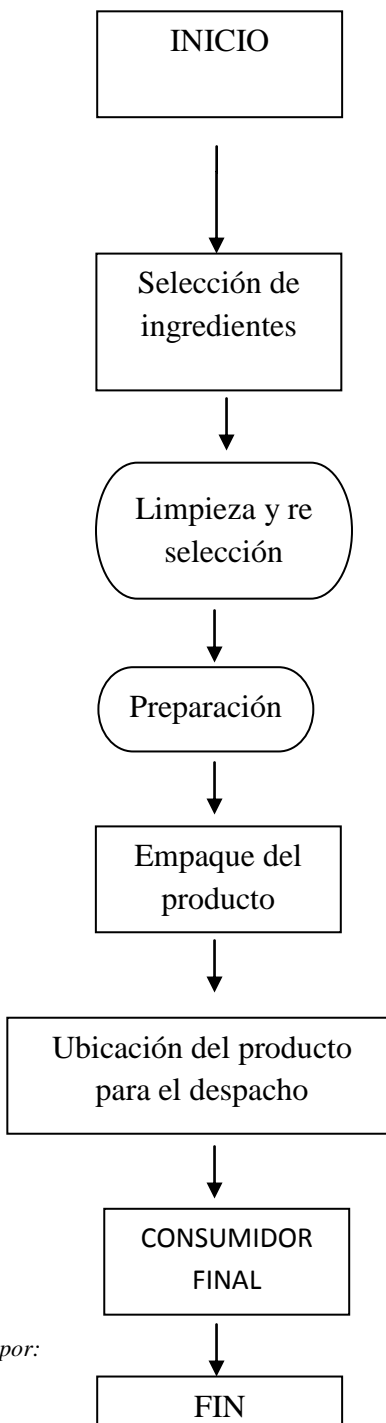 INICIO
Selección de
ingredientes
Limpieza y re
selección
Preparación
Empaque del
producto
Ubicación del producto
para el despacho
CONSUMIDOR
FINAL
por:
FIN